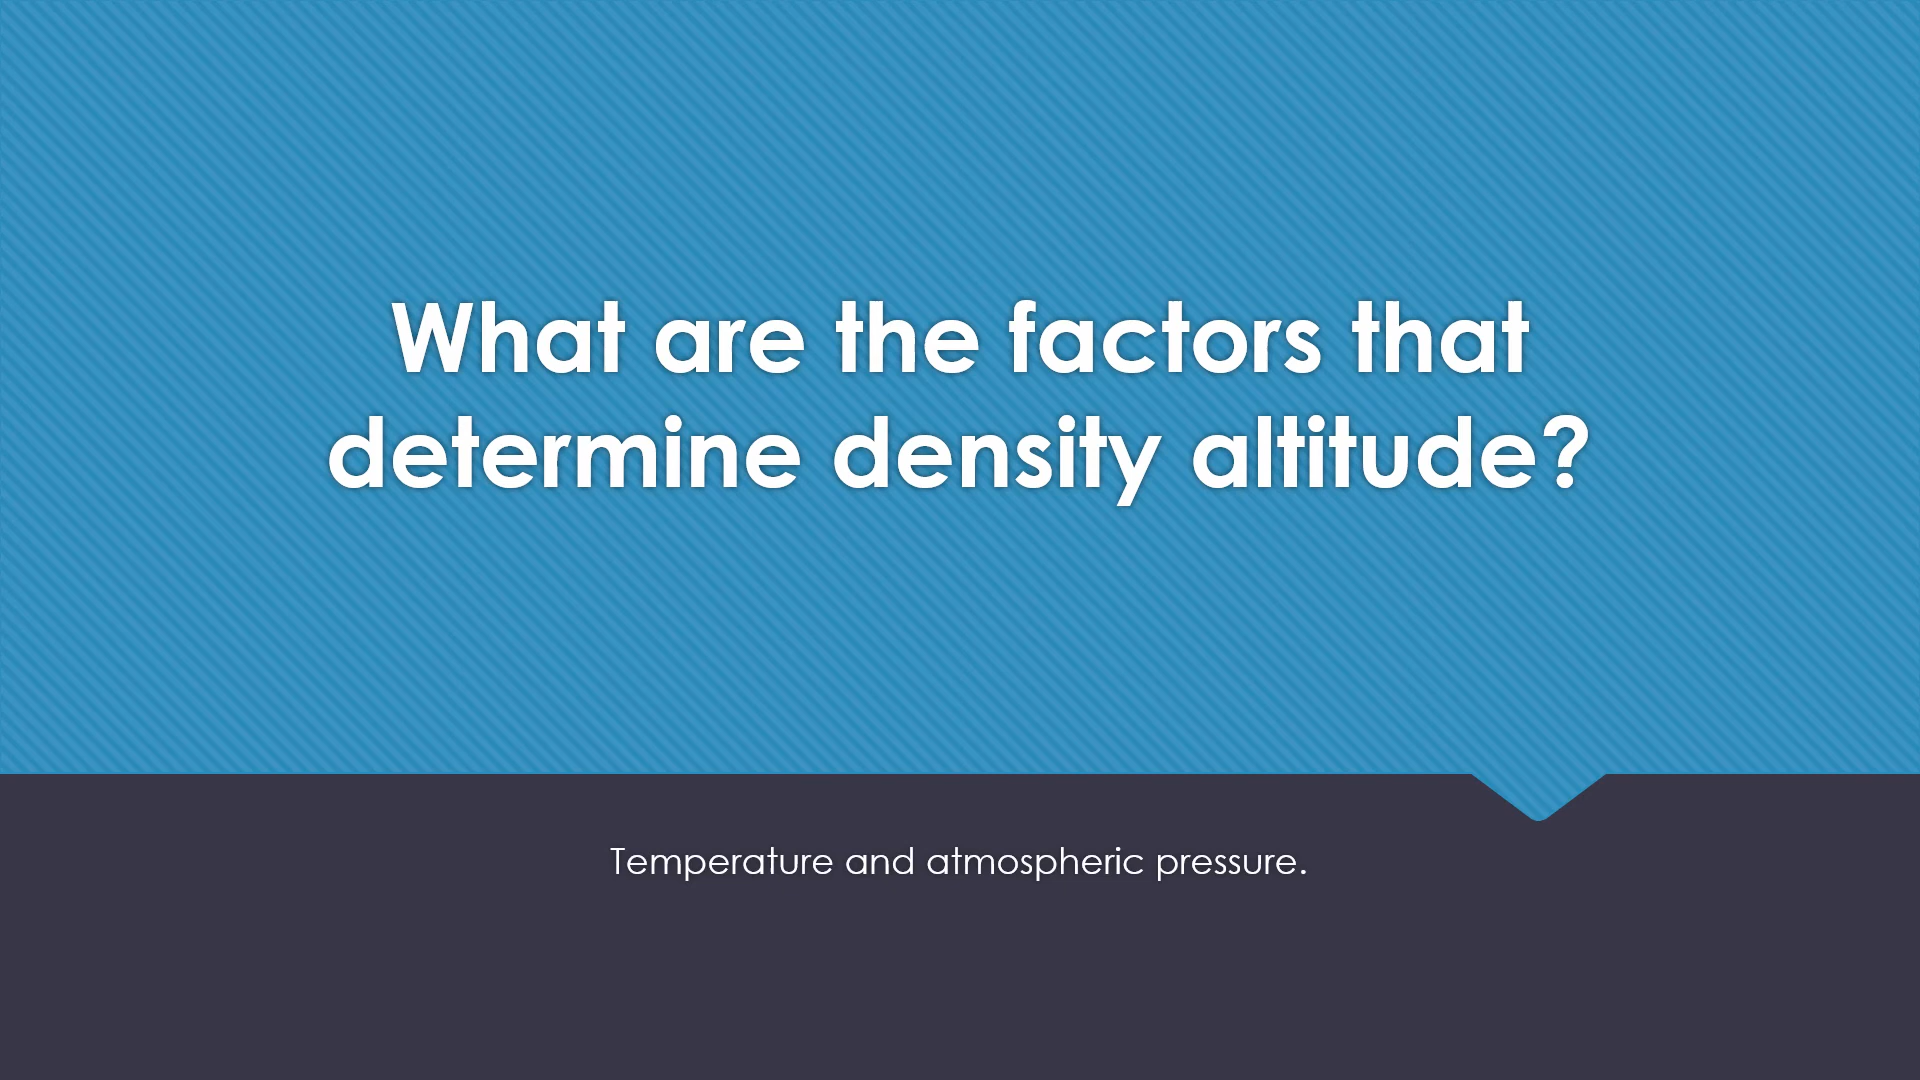 What are the factors that
determine density altitude?
Temperature and atmospheric pressure.